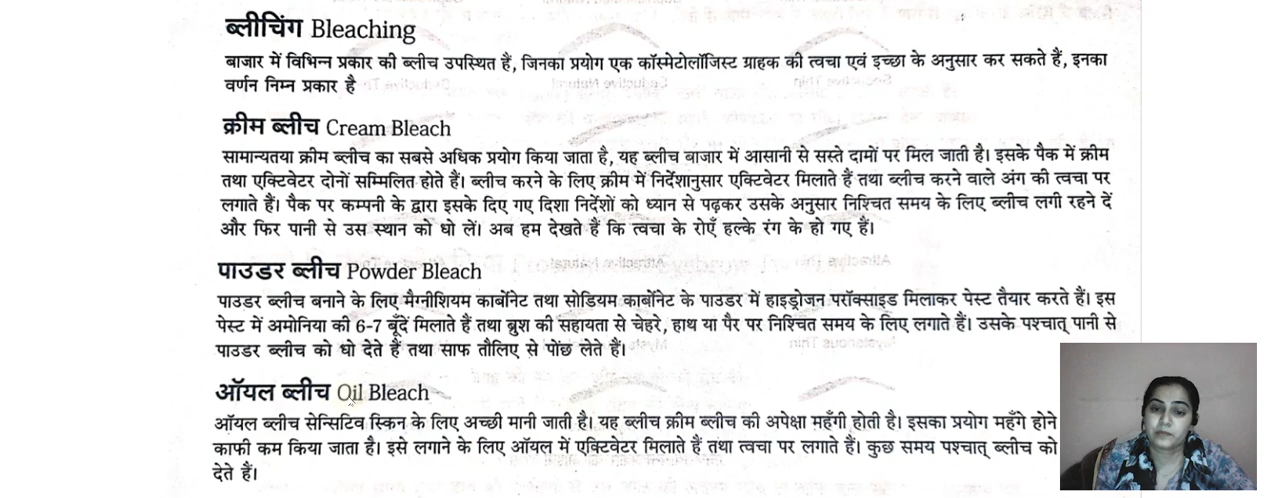 ब्लीचिंग Bleaching
बाजार में विभिन्न प्रकार की ब्लीच उपस्थित हैं, जिनका प्रयोग एक कॉस्मेटोलॉजिस्ट ग्राहक की त्वचा एवं इच्छा के अनुसार कर सकते हैं, इनका
वर्णन निम्न प्रकार है
क्रीम ब्लीच Cream Bleach
सामान्यतया क्रीम ब्लीच का सबसे अधिक प्रयोग किया जाता है, यह ब्लीच बाजार में आसानी से सस्ते दामों पर मिल जाती है। इसके पैक में क्रीम
तथा एक्टिवेटर दोनों सम्मिलित होते हैं। ब्लीच करने के लिए क्रीम में निर्देशानुसार एक्टिवेटर मिलाते हैं तथा ब्लीच करने वाले अंग की त्वचा पर
लगाते हैं। पैक पर कम्पनी के द्वारा इसके दिए गए दिशा निर्देशों को ध्यान से पढ़कर उसके अनुसार निश्चित समय के लिए ब्लीच लगी रहने दें
और फिर पानी से उस स्थान को धो लें। अब हम देखते हैं कि त्वचा के रोएँ हल्के रंग के हो गए हैं।
पाउडर ब्लीच Powder Bleach
पाउडर ब्लीच बनाने के लिए मैग्नीशियम कार्बोनेट तथा सोडियम कार्बोनेट के पाउडर में हाइड्रोजन परॉक्साइड मिलाकर पेस्ट तैयार करते हैं। इस
पेस्ट में अमोनिया की 6-7 बूँदें मिलाते हैं तथा ब्रुश की सहायता से चेहरे, हाथ या पैर पर निश्चित समय के लिए लगाते हैं। उसके पश्चात् पानी से
पाउडर ब्लीच को धो देते हैं तथा साफ तौलिए से पोंछ लेते हैं।
ऑयल ब्लीच Oil Bleach
ऑयल ब्लीच सेन्सिटिव स्किन के लिए अच्छी मानी जाती है। यह ब्लीच क्रीम ब्लीच की अपेक्षा महँगी होती है। इसका प्रयोग महँगे होने
काफी कम किया जाता है। इसे लगाने के लिए ऑयल में एक्टिवेटर मिलाते हैं तथा त्वचा पर लगाते हैं। कुछ समय पश्चात् ब्लीच को
देते हैं।